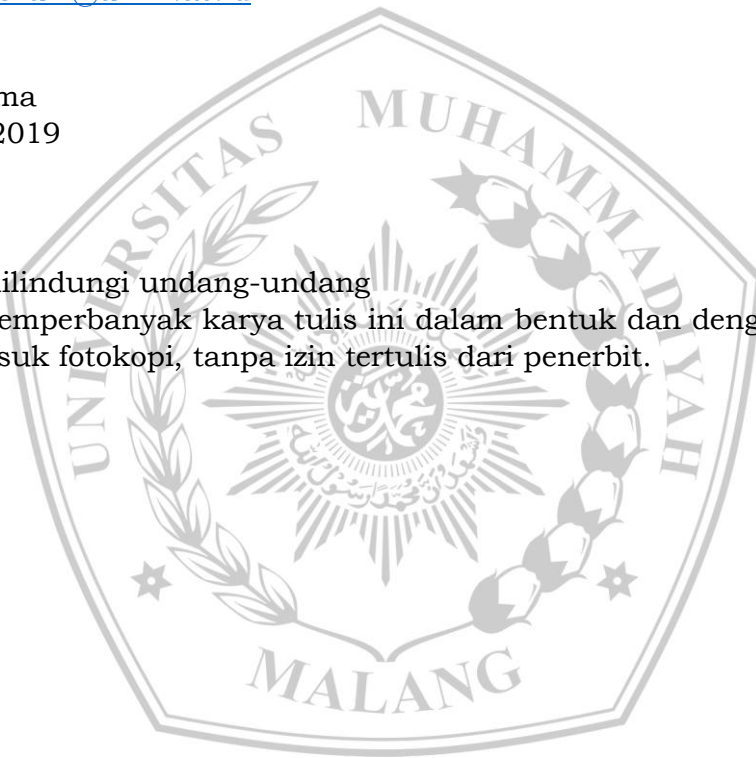 ma
2019
UNIVERSITAS MUHAMMADIYAH
ilindungi undang-undang
emperbanyak karya tulis ini dalam bentuk dan deng
suk fotokopi, tanpa izin tertulis dari penerbit.
MALANG